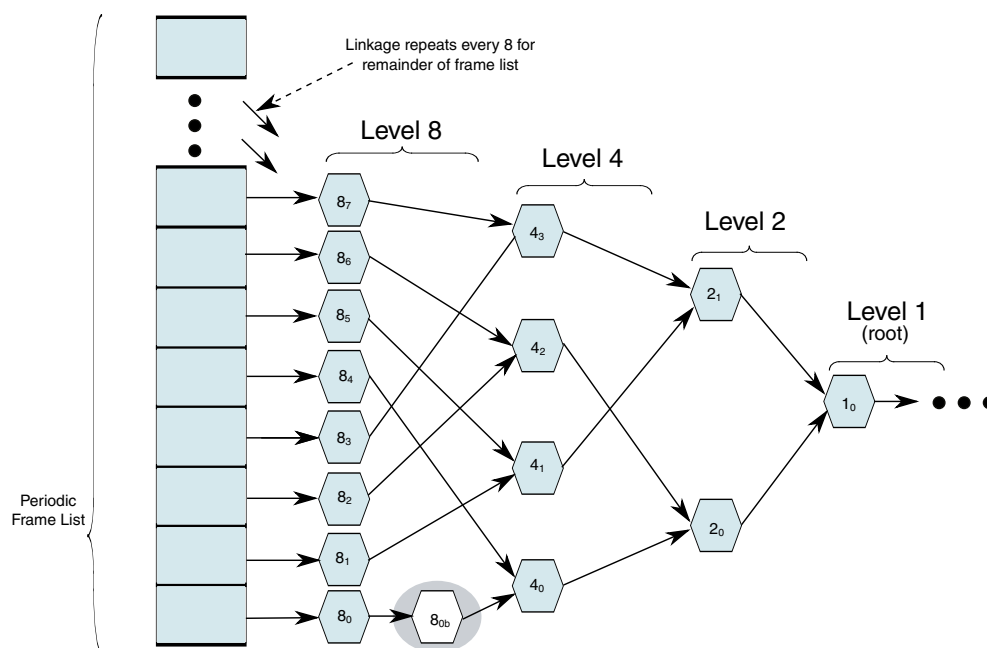 Linkage repeats every 8 for
remainder of frame list
Level 8
Level 4
Level 2
Level 1
(root)
8₇
8₆
8₅
8₄
8₃
8₂
8₁
8₀
8₀b
4₃
4₂
4₁
4₀
2₁
2₀
1₀
Periodic
Frame List